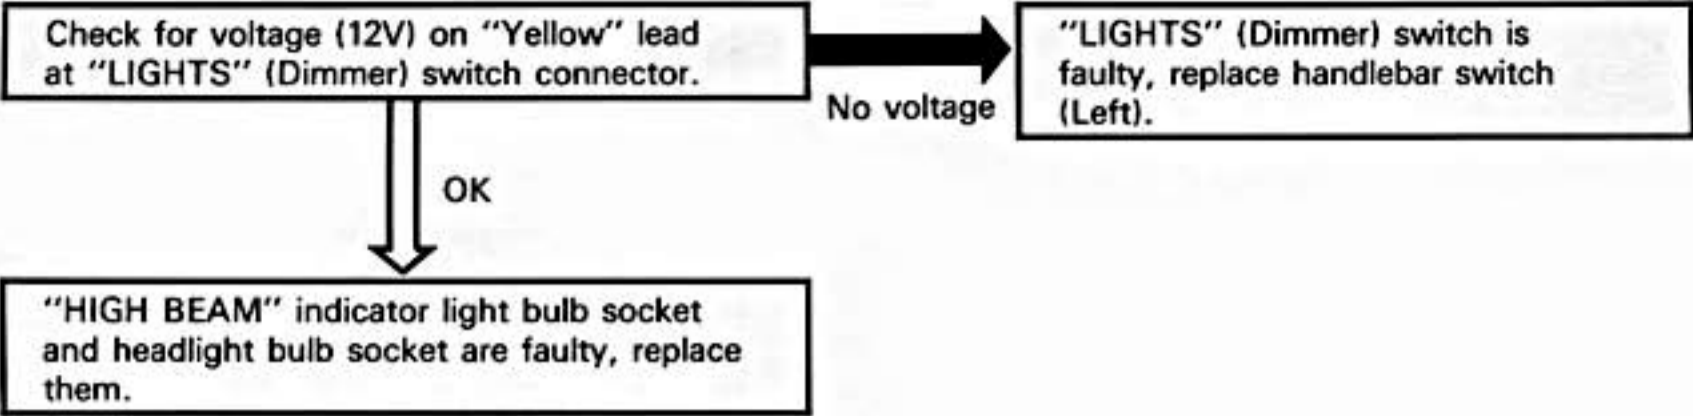 Check for voltage (12V) on "Yellow" lead
at "LIGHTS" (Dimmer) switch connector.
No voltage
"LIGHTS" (Dimmer) switch is
faulty, replace handlebar switch
(Left).
OK
"HIGH BEAM" indicator light bulb socket
and headlight bulb socket are faulty, replace
them.